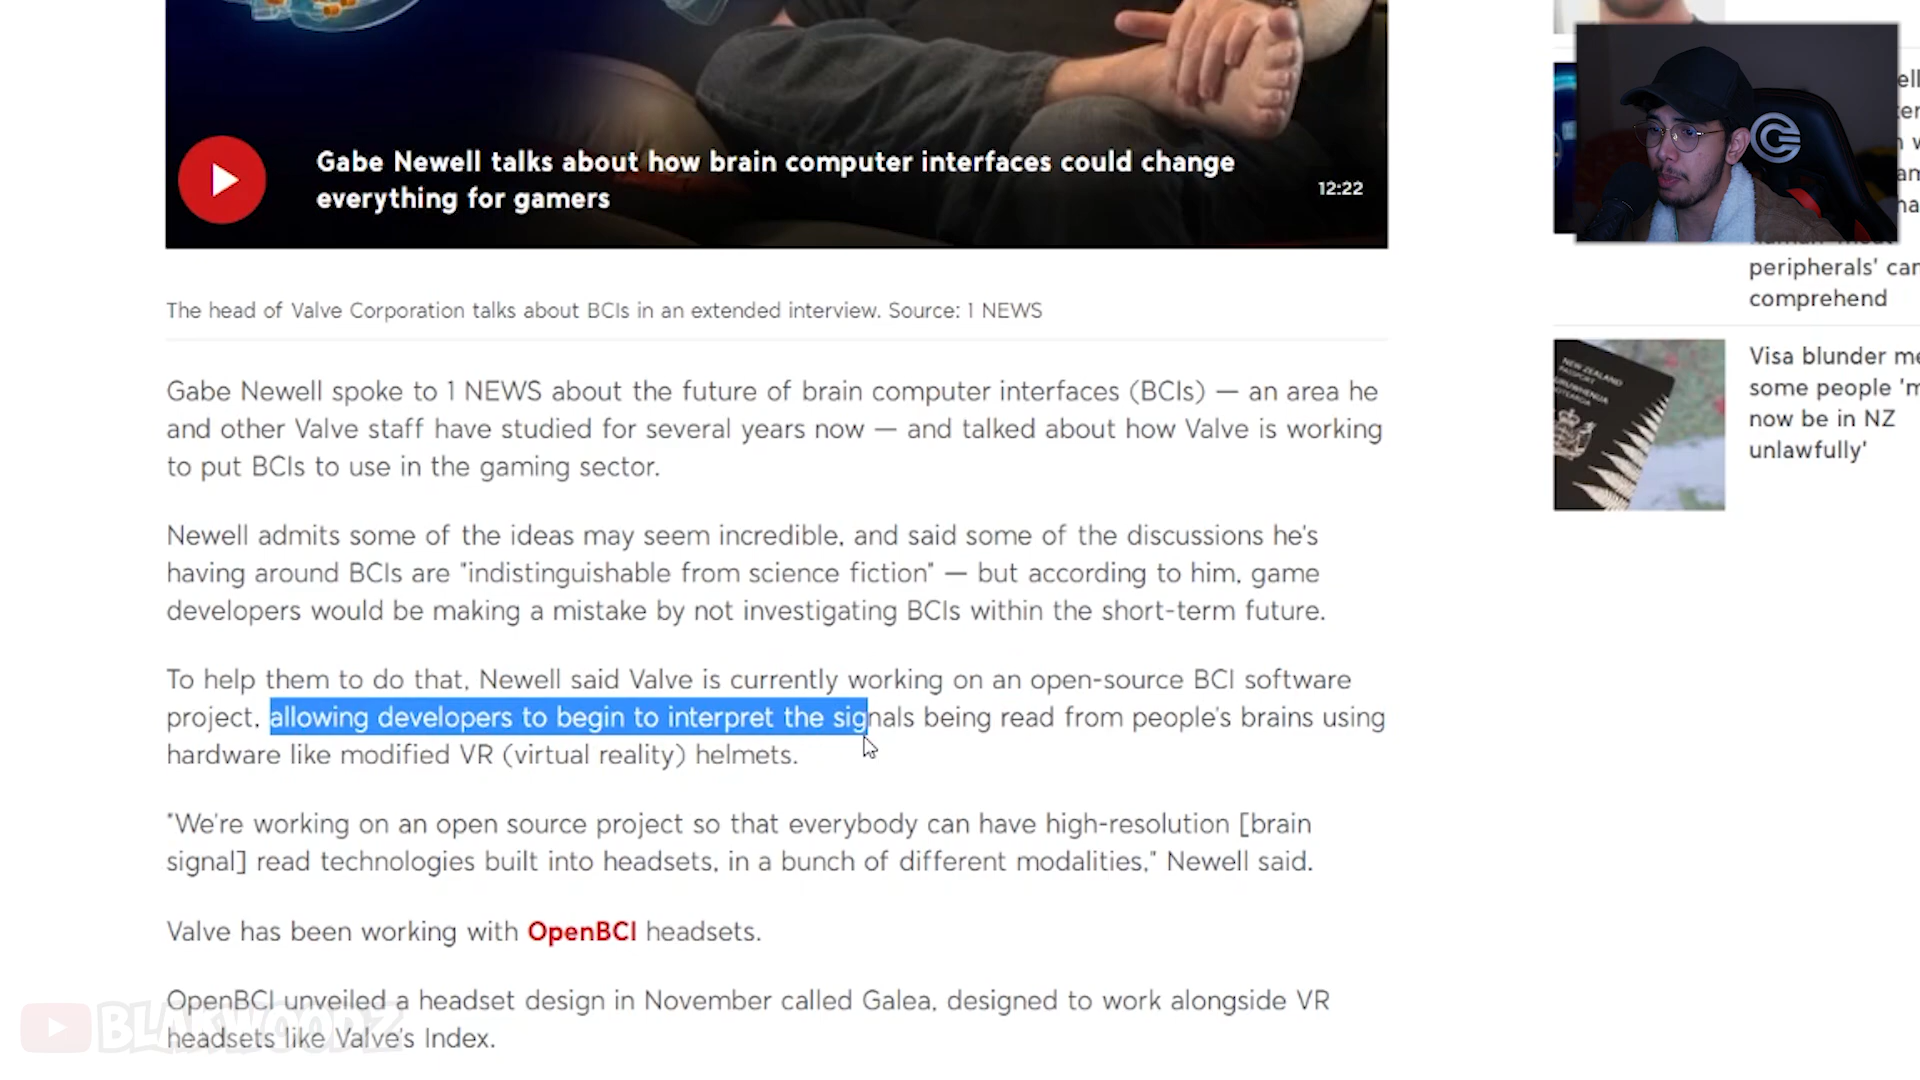 Gabe Newell talks about how brain computer interfaces could change
everything for gamers
12:22
The head of Valve Corporation talks about BCIs in an extended interview. Source: 1 NEWS
Gabe Newell spoke to 1 NEWS about the future of brain computer interfaces (BCIs) — an area he
and other Valve staff have studied for several years now — and talked about how Valve is working
to put BCIs to use in the gaming sector.
Newell admits some of the ideas may seem incredible, and said some of the discussions he's
having around BCIs are "indistinguishable from science fiction" — but according to him, game
developers would be making a mistake by not investigating BCIs within the short-term future.
To help them to do that, Newell said Valve is currently working on an open-source BCI software
project, allowing developers to begin to interpret the signals being read from people's brains using
hardware like modified VR (virtual reality) helmets.
"We're working on an open source project so that everybody can have high-resolution [brain
signal] read technologies built into headsets, in a bunch of different modalities," Newell said.
Valve has been working with OpenBCI headsets.
OpenBCI unveiled a headset design in November called Galea, designed to work alongside VR
headsets like Valve's Index.
BLAKWOODZ
peripherals' can
comprehend
NEW ZEALAND
PASSPORT
AOTEAROA
Visa blunder me
some people 'm
now be in NZ
unlawfully'